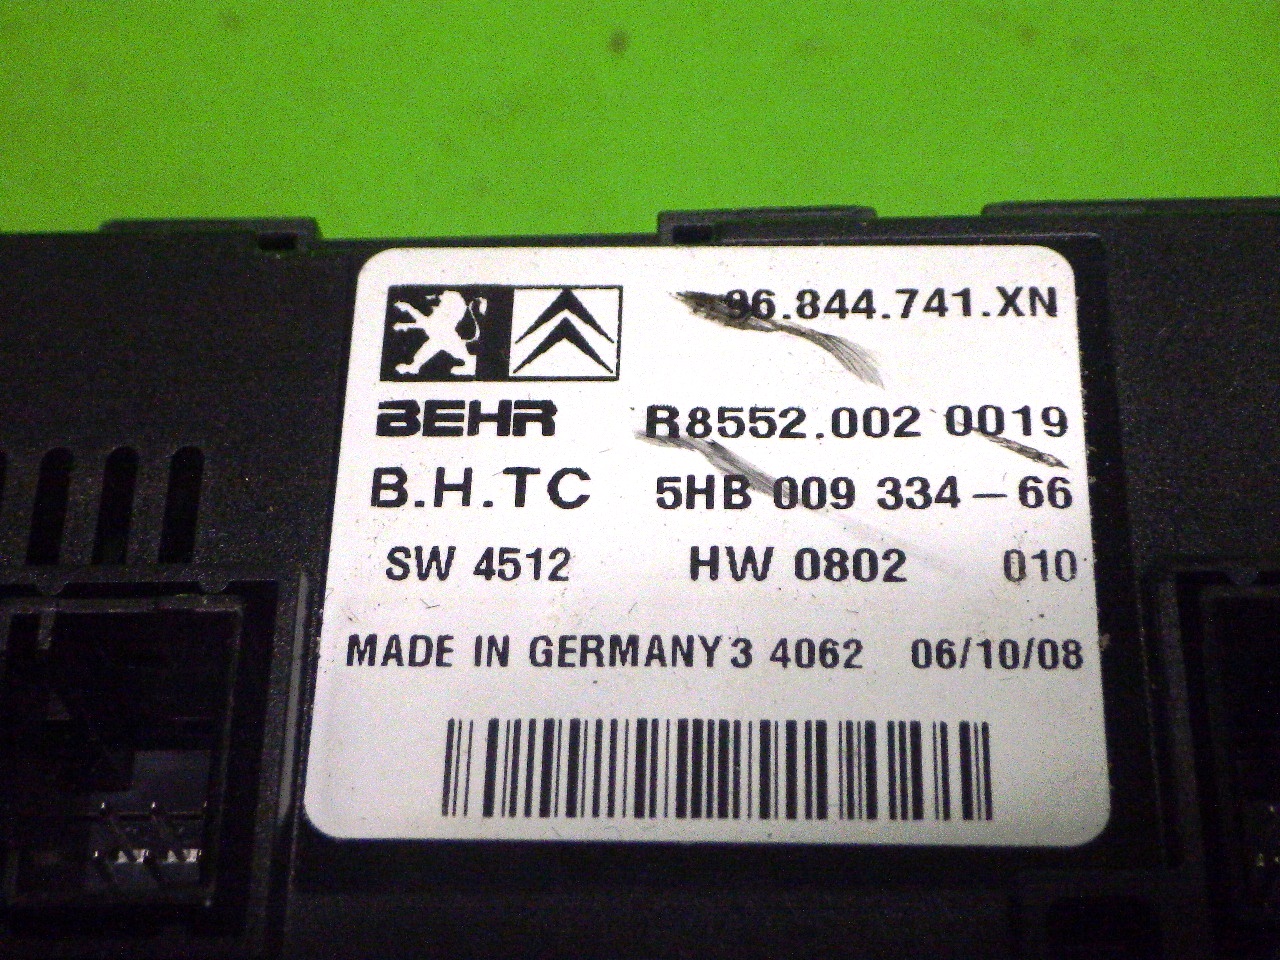 96.844.741.XN
BEHR R8552.002 0019
B.H.TC 5HB 009 334-66
SW 4512 HW 0802 010
MADE IN GERMANY 3 4062 06/10/08